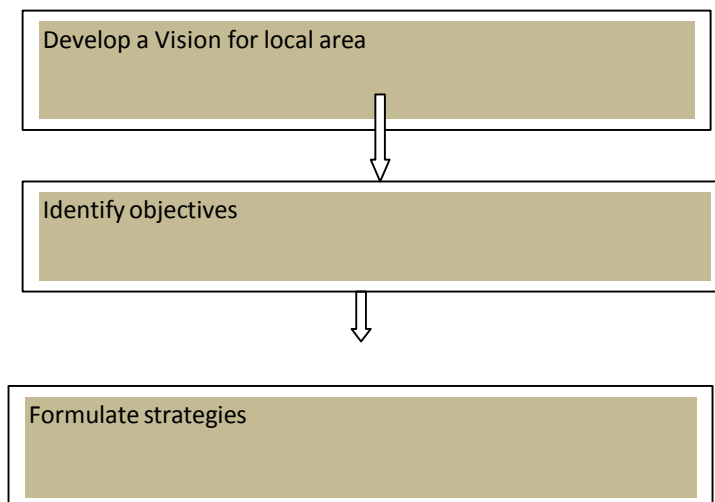 Develop a Vision for local area
Identify objectives
Formulate strategies